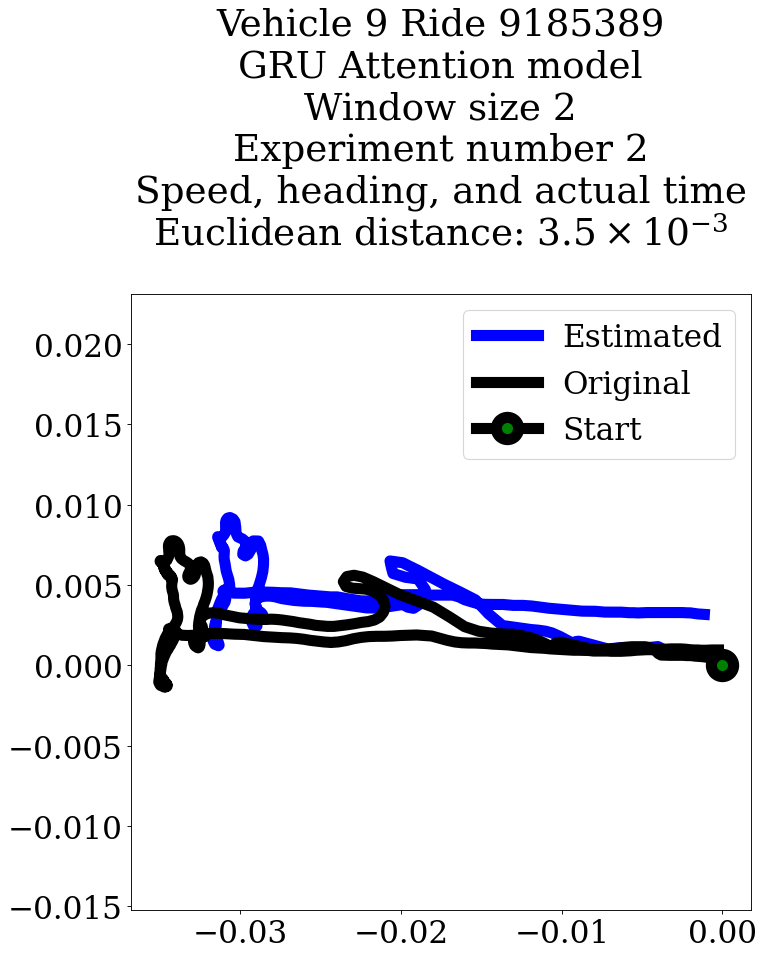 Vehicle 9 Ride 9185389
GRU Attention model
Window size 2
Experiment number 2
Speed, heading, and actual time
Euclidean distance: 3.5 × 10⁻³
Estimated
Original
Start
0.020
0.015
0.010
0.005
0.000
−0.005
−0.010
−0.015
−0.03
−0.02
−0.01
0.00